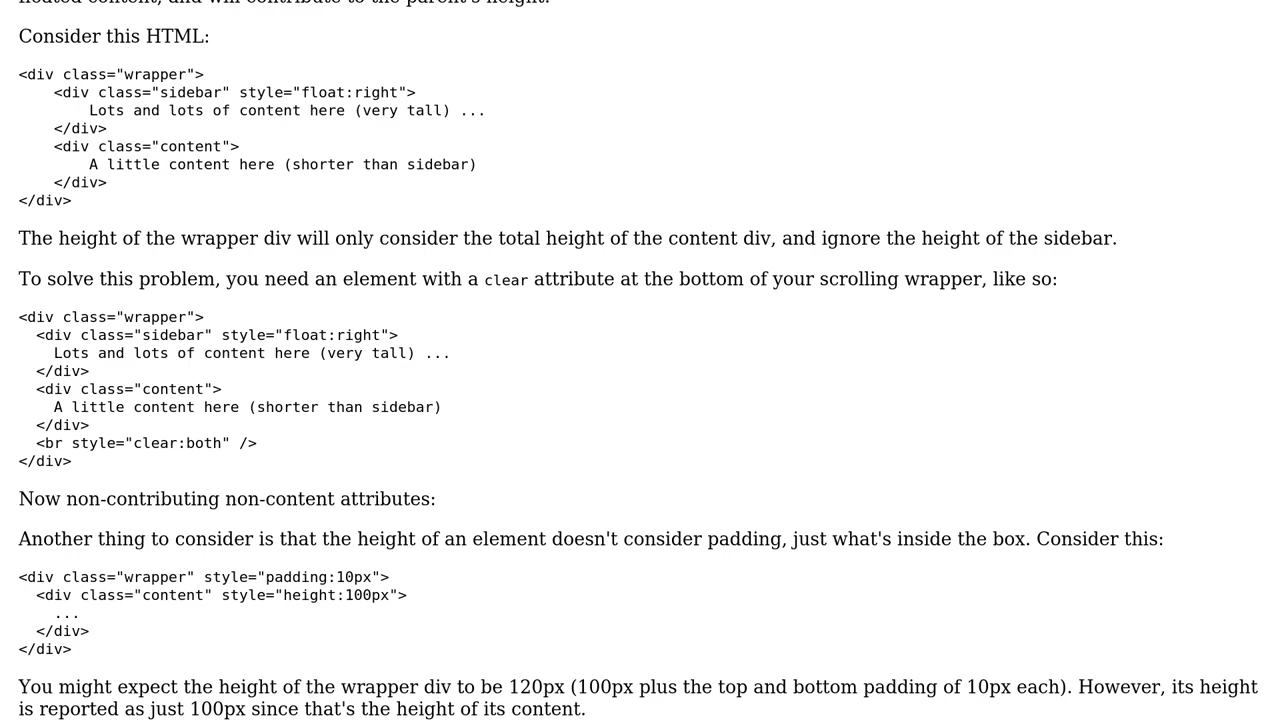 floated content, and will contribute to the parent's height.
Consider this HTML:
<div class="wrapper">
    <div class="sidebar" style="float:right">
        Lots and lots of content here (very tall) ...
    </div>
    <div class="content">
        A little content here (shorter than sidebar)
    </div>
</div>
The height of the wrapper div will only consider the total height of the content div, and ignore the height of the sidebar.
To solve this problem, you need an element with a clear attribute at the bottom of your scrolling wrapper, like so:
<div class="wrapper">
  <div class="sidebar" style="float:right">
    Lots and lots of content here (very tall) ...
  </div>
  <div class="content">
    A little content here (shorter than sidebar)
  </div>
  <br style="clear:both" />
</div>
Now non-contributing non-content attributes:
Another thing to consider is that the height of an element doesn't consider padding, just what's inside the box. Consider this:
<div class="wrapper" style="padding:10px">
  <div class="content" style="height:100px">
    ...
  </div>
</div>
You might expect the height of the wrapper div to be 120px (100px plus the top and bottom padding of 10px each). However, its height
is reported as just 100px since that's the height of its content.